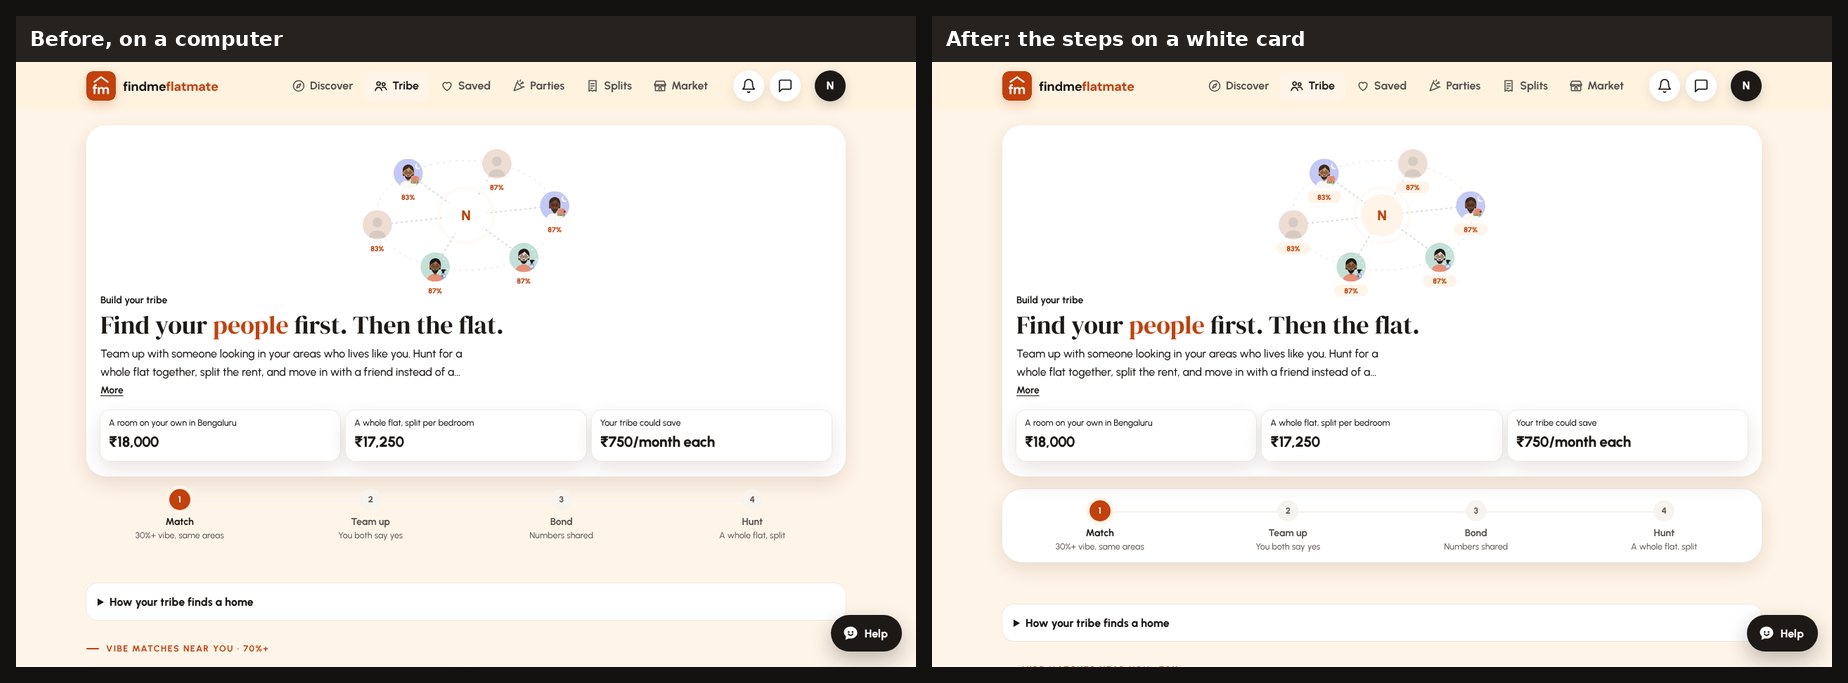 Before, on a computer
fm findmeflatmate Discover Tribe Saved Parties Splits Market N
83%
87%
87%
N
83%
87%
87%
Build your tribe
Find your people first. Then the flat.
Team up with someone looking in your areas who lives like you. Hunt for a
whole flat together, split the rent, and move in with a friend instead of a...
More
A room on your own in Bengaluru
₹18,000
A whole flat, split per bedroom
₹17,250
Your tribe could save
₹750/month each
1
Match
30%+ vibe, same areas
2
Team up
You both say yes
3
Bond
Numbers shared
4
Hunt
A whole flat, split
How your tribe finds a home
Help
VIBE MATCHES NEAR YOU · 70%+
After: the steps on a white card
fm findmeflatmate Discover Tribe Saved Parties Splits Market N
83%
87%
87%
N
83%
87%
87%
Build your tribe
Find your people first. Then the flat.
Team up with someone looking in your areas who lives like you. Hunt for a
whole flat together, split the rent, and move in with a friend instead of a...
More
A room on your own in Bengaluru
₹18,000
A whole flat, split per bedroom
₹17,250
Your tribe could save
₹750/month each
1
Match
30%+ vibe, same areas
2
Team up
You both say yes
3
Bond
Numbers shared
4
Hunt
A whole flat, split
How your tribe finds a home
Help